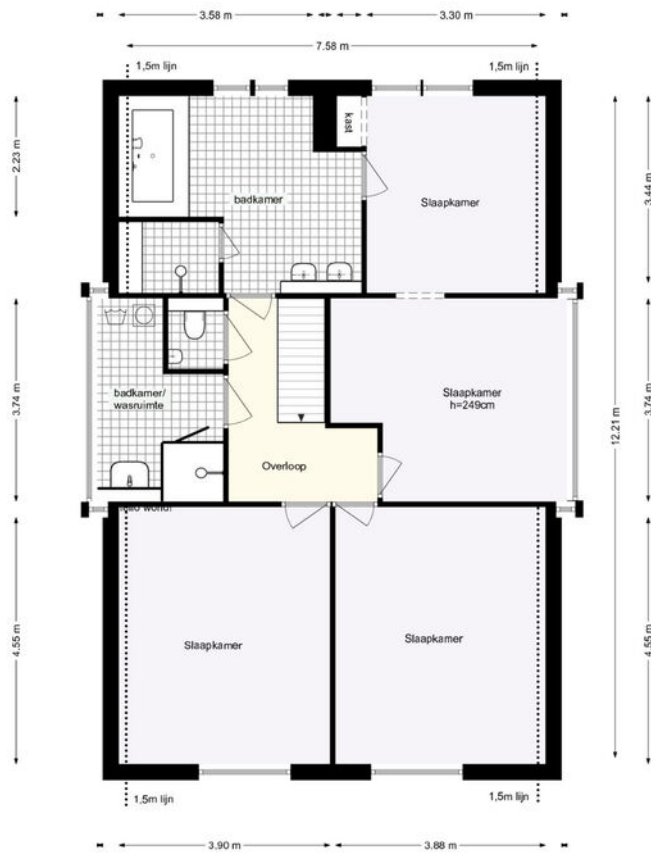 3.58 m
3.30 m
7.58 m
1,5m lijn
1,5m lijn
2.23 m
kast
badkamer
Slaapkamer
3.44 m
3.74 m
badkamer/
wasruimte
Slaapkamer
h=249cm
3.74 m
12.21 m
Overloop
4.55 m
Slaapkamer
Slaapkamer
4.55 m
1,5m lijn
1,5m lijn
3.90 m
3.88 m